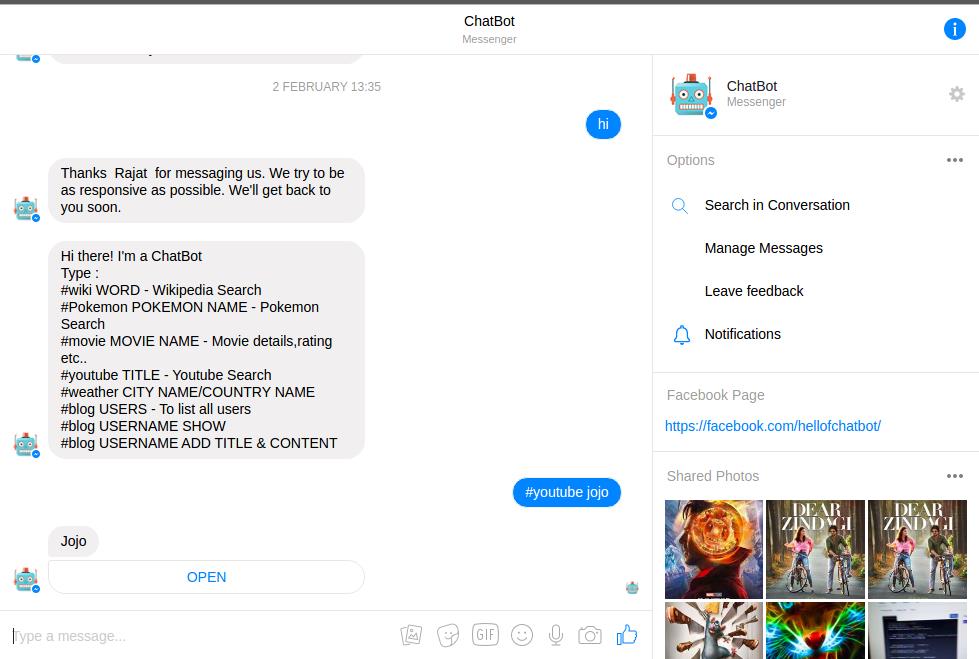 ChatBot
Messenger
2 FEBRUARY 13:35
hi
Thanks  Rajat  for messaging us. We try to be
as responsive as possible. We'll get back to
you soon.
Hi there! I'm a ChatBot
Type :
#wiki WORD - Wikipedia Search
#Pokemon POKEMON NAME - Pokemon
Search
#movie MOVIE NAME - Movie details,rating
etc..
#youtube TITLE - Youtube Search
#weather CITY NAME/COUNTRY NAME
#blog USERS - To list all users
#blog USERNAME SHOW
#blog USERNAME ADD TITLE & CONTENT
#youtube jojo
Jojo
OPEN
Type a message...
GIF
ChatBot
Messenger
Options
Search in Conversation
Manage Messages
Leave feedback
Notifications
Facebook Page
https://facebook.com/hellofchatbot/
Shared Photos
DEAR
ZINDAGI
DEAR
ZINDAGI